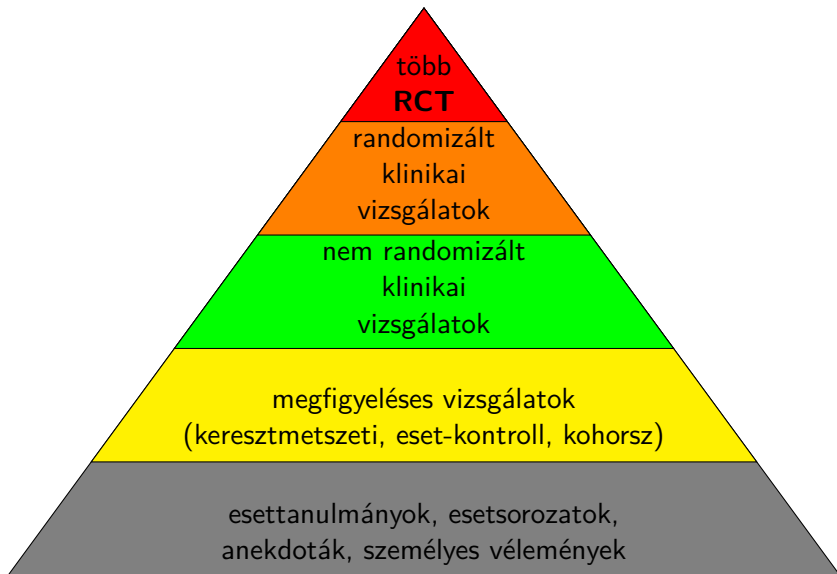 több
RCT
randomizált
klinikai
vizsgálatok
nem randomizált
klinikai
vizsgálatok
megfigyeléses vizsgálatok
(keresztmetszeti, eset-kontroll, kohorsz)
esettanulmányok, esetsorozatok,
anekdoták, személyes vélemények